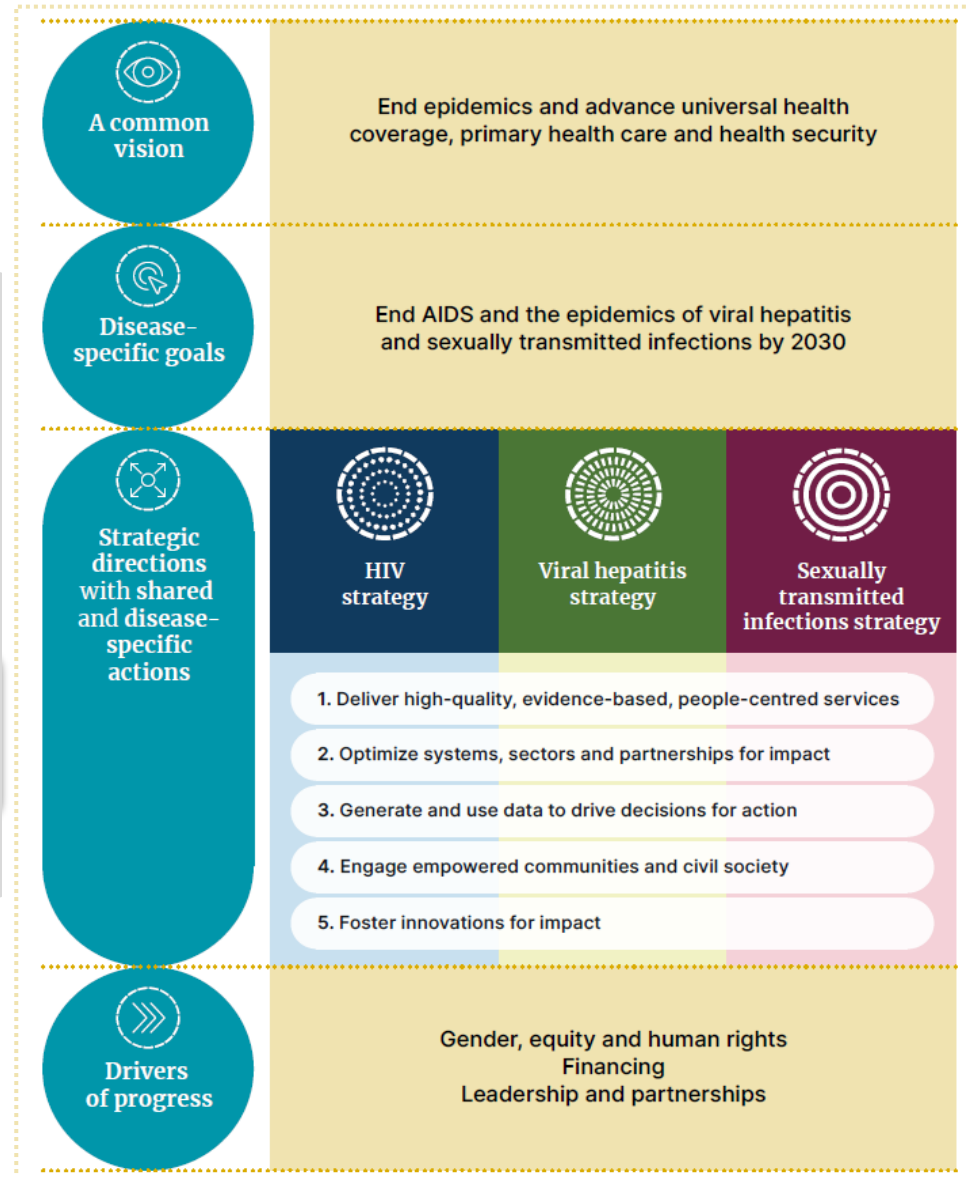 A common
vision
End epidemics and advance universal health
coverage, primary health care and health security
Disease-
specific goals
End AIDS and the epidemics of viral hepatitis
and sexually transmitted infections by 2030
Strategic
directions
with shared
and disease-
specific
actions
HIV
strategy
Viral hepatitis
strategy
Sexually
transmitted
infections strategy
1. Deliver high-quality, evidence-based, people-centred services
2. Optimize systems, sectors and partnerships for impact
3. Generate and use data to drive decisions for action
4. Engage empowered communities and civil society
5. Foster innovations for impact
Drivers
of progress
Gender, equity and human rights
Financing
Leadership and partnerships